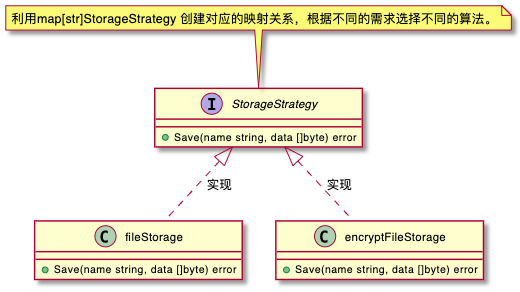 利用map[str]StorageStrategy 创建对应的映射关系，根据不同的需求选择不同的算法。
I StorageStrategy
Save(name string, data []byte) error
实现 实现
C fileStorage
C encryptFileStorage
Save(name string, data []byte) error
Save(name string, data []byte) error